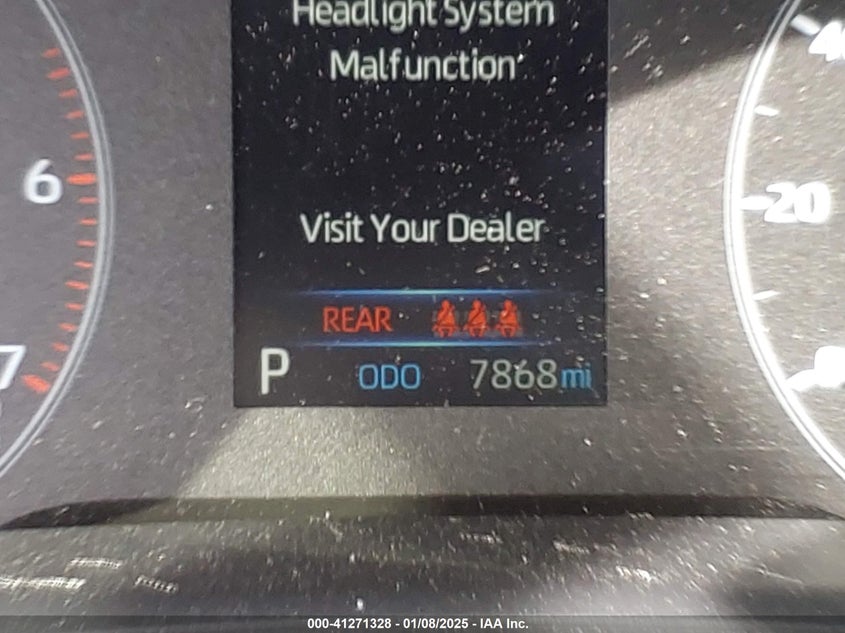 Headlight System
Malfunction
Visit Your Dealer
REAR
P ODO 7868 mi
6
7
20
000-41271328 - 01/08/2025 - IAA Inc.